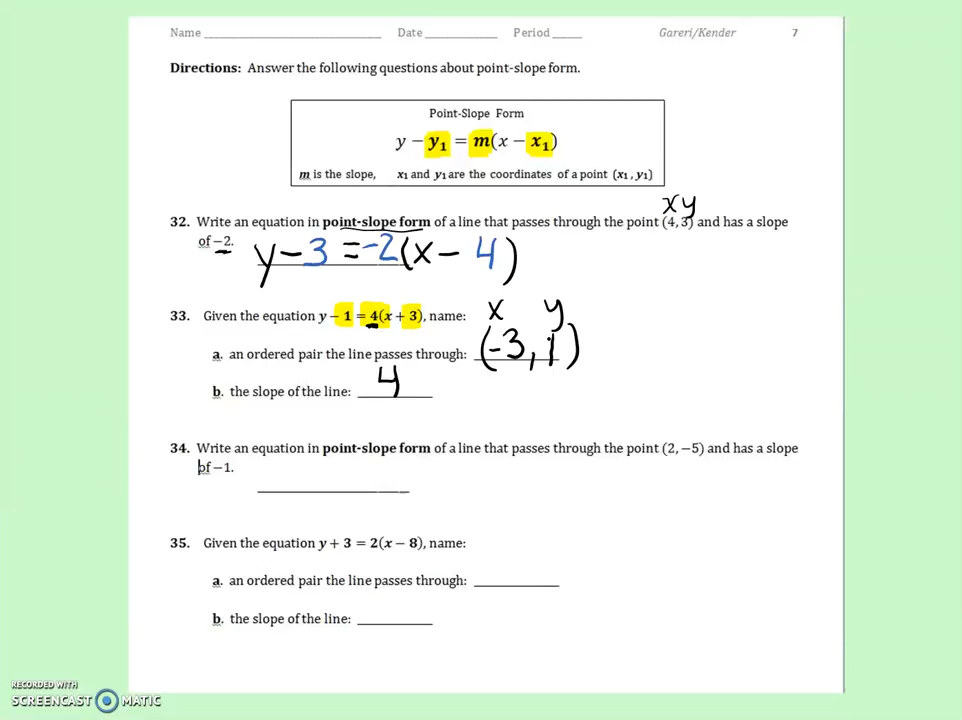 Name ________ Date ________ Period _____ Gareri/Kender 7
Directions: Answer the following questions about point-slope form.
Point-Slope Form
y − y₁ = m(x − x₁)
m is the slope, x₁ and y₁ are the coordinates of a point (x₁, y₁)
x y
32. Write an equation in point-slope form of a line that passes through the point (4, 3) and has a slope
of −2. y − 3 = -2(x − 4)
33. Given the equation y − 1 = 4(x + 3), name: x y
a. an ordered pair the line passes through: (-3, 1)
b. the slope of the line: 4
34. Write an equation in point-slope form of a line that passes through the point (2, −5) and has a slope
of −1. ________
35. Given the equation y + 3 = 2(x − 8), name:
a. an ordered pair the line passes through: ________
b. the slope of the line: ________
RECORDED WITH
SCREENCAST MATIC